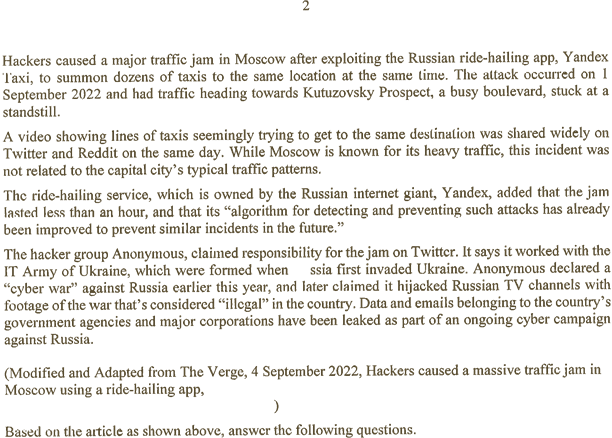 2
Hackers caused a major traffic jam in Moscow after exploiting the Russian ride-hailing app, Yandex
Taxi, to summon dozens of taxis to the same location at the same time. The attack occurred on 1
September 2022 and had traffic heading towards Kutuzovsky Prospect, a busy boulevard, stuck at a
standstill.
A video showing lines of taxis seemingly trying to get to the same destination was shared widely on
Twitter and Reddit on the same day. While Moscow is known for its heavy traffic, this incident was
not related to the capital city's typical traffic patterns.
The ride-hailing service, which is owned by the Russian internet giant, Yandex, added that the jam
lasted less than an hour, and that its “algorithm for detecting and preventing such attacks has already
been improved to prevent similar incidents in the future.”
The hacker group Anonymous, claimed responsibility for the jam on Twitter. It says it worked with the
IT Army of Ukraine, which were formed when ssia first invaded Ukraine. Anonymous declared a
“cyber war” against Russia earlier this year, and later claimed it hijacked Russian TV channels with
footage of the war that's considered “illegal” in the country. Data and emails belonging to the country's
government agencies and major corporations have been leaked as part of an ongoing cyber campaign
against Russia.
(Modified and Adapted from The Verge, 4 September 2022, Hackers caused a massive traffic jam in
Moscow using a ride-hailing app,
)
Based on the article as shown above, answer the following questions.